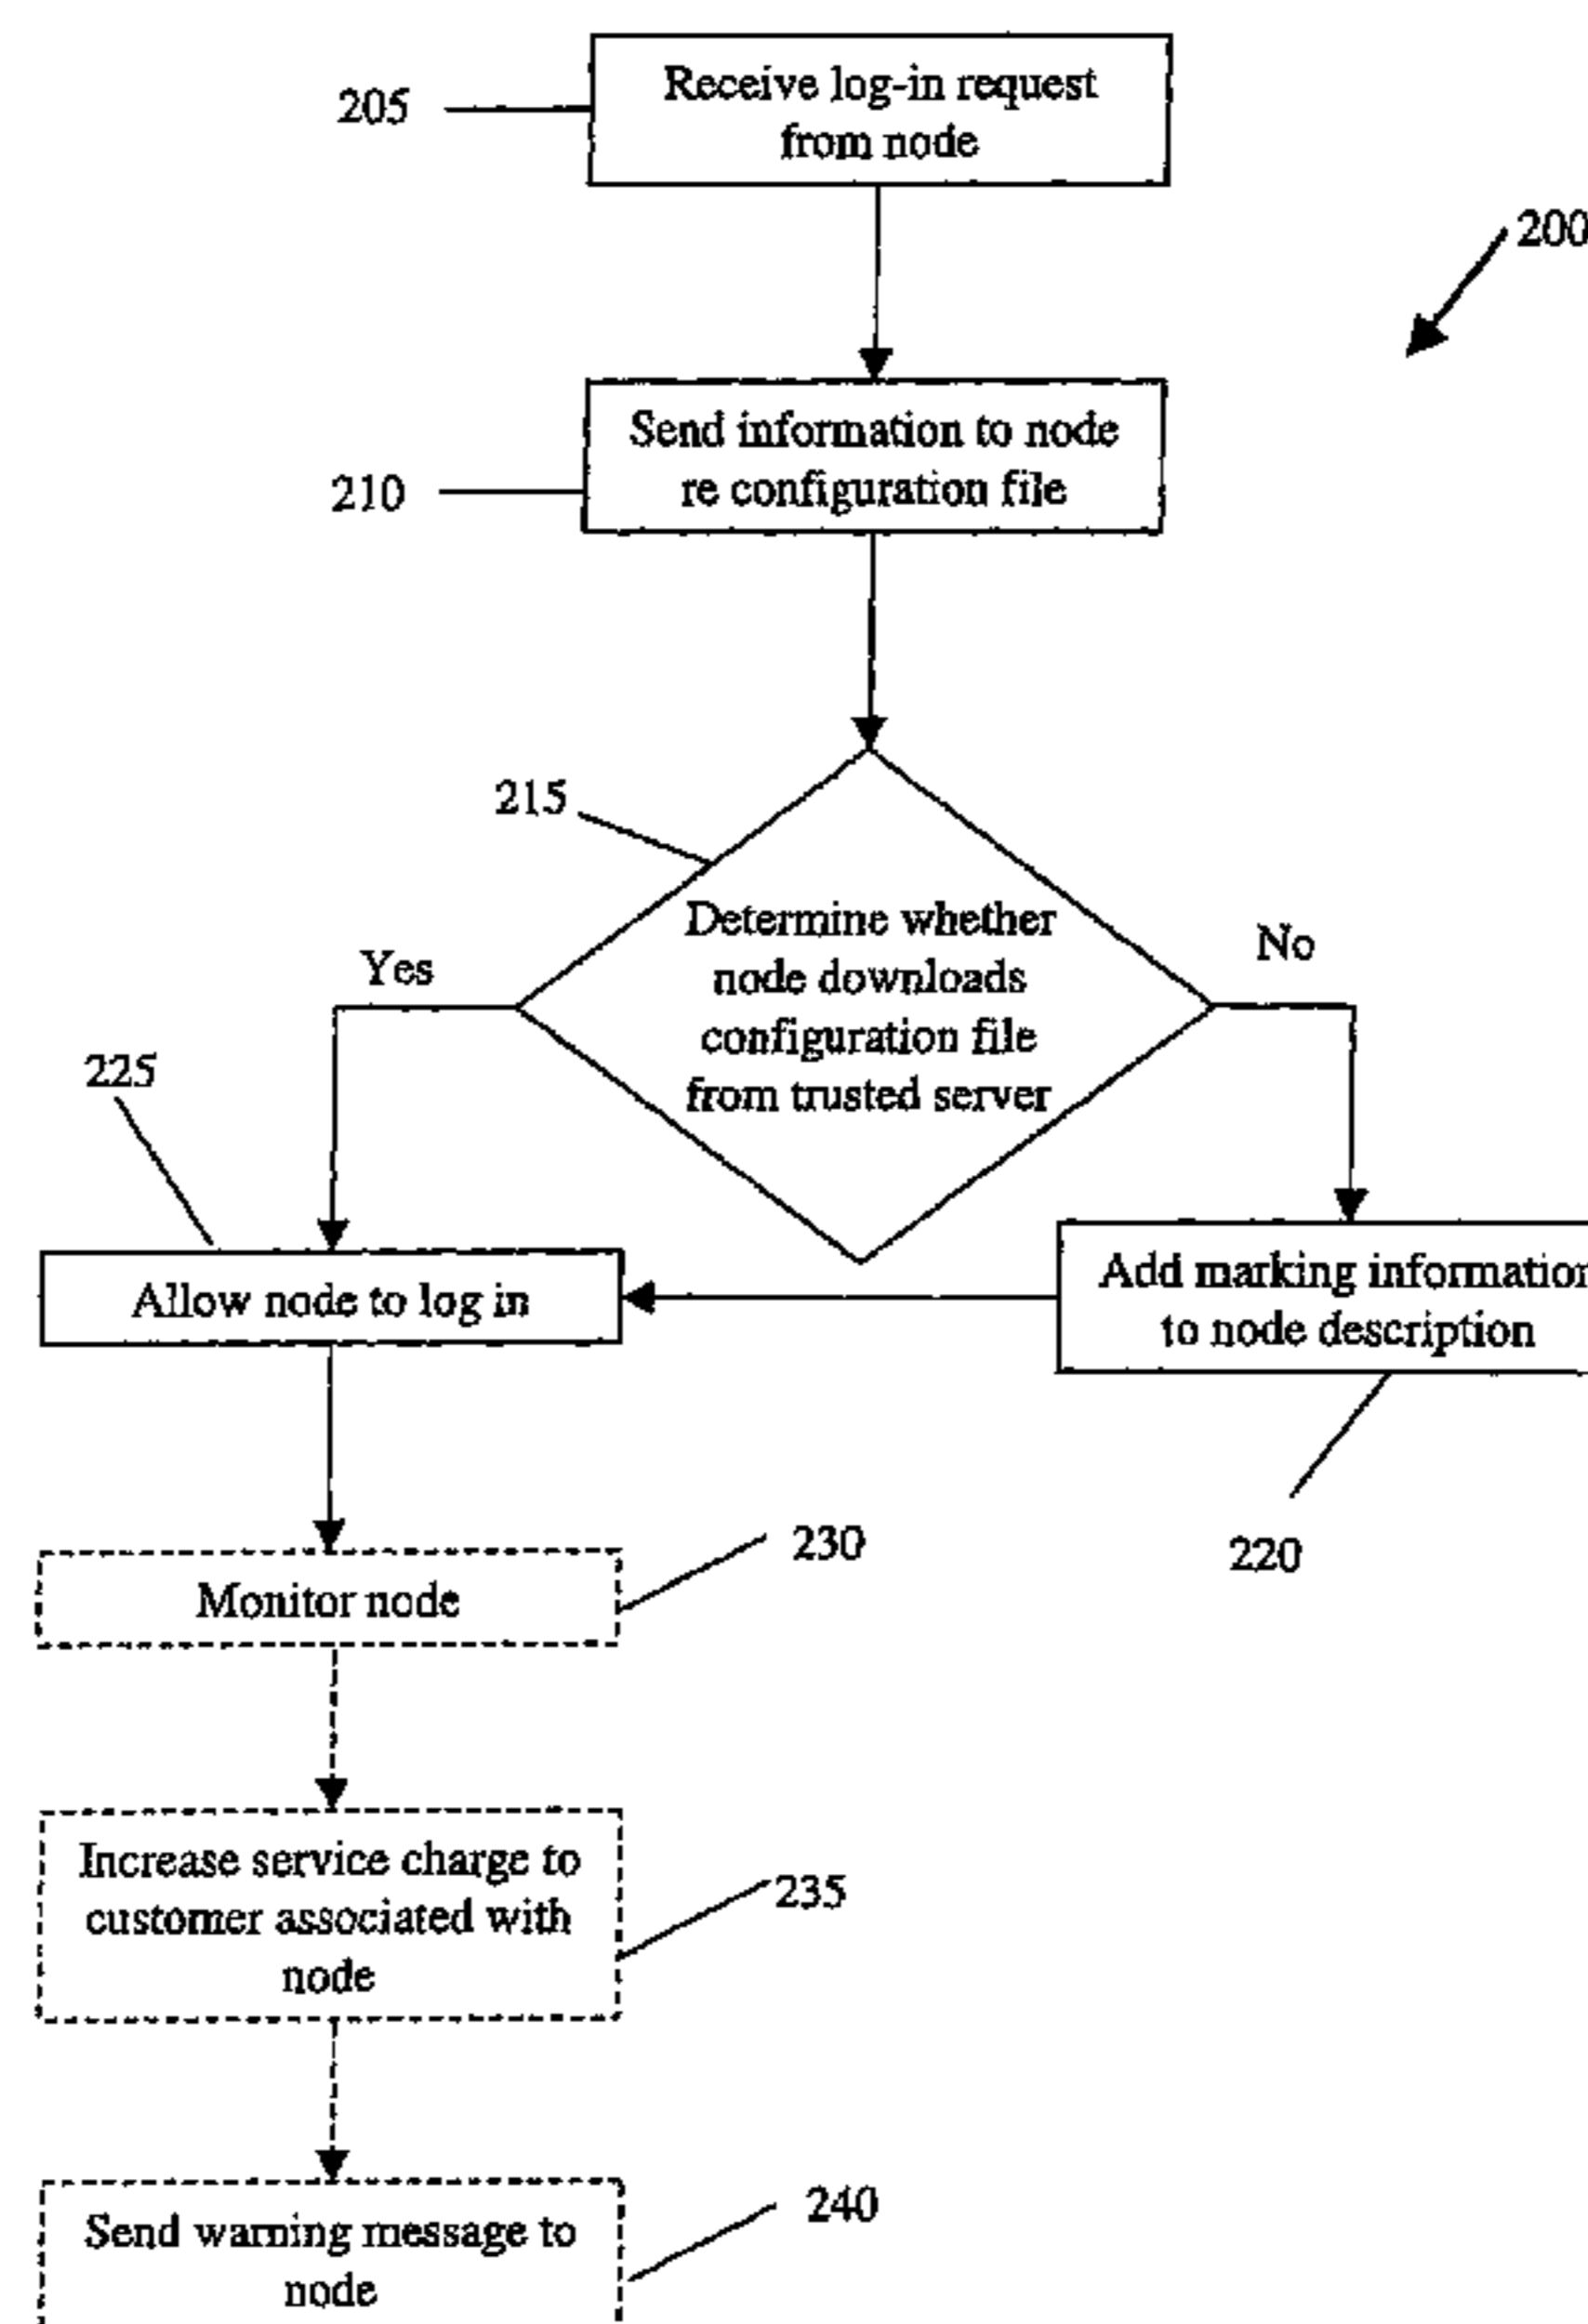 205
Receive log-in request
from node
200
210
Send information to node
re configuration file
215
Determine whether
node downloads
configuration file
from trusted server
Yes
No
225
Allow node to log in
Add marking information
to node description
220
230
Monitor node
Increase service charge to
customer associated with
node
235
240
Send warning message to
node